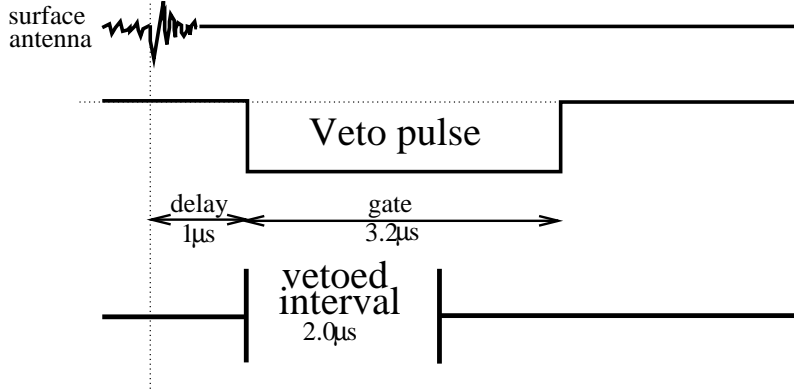 surface
antenna
Veto pulse
delay
1μs
gate
3.2μs
vetoed
interval
2.0μs